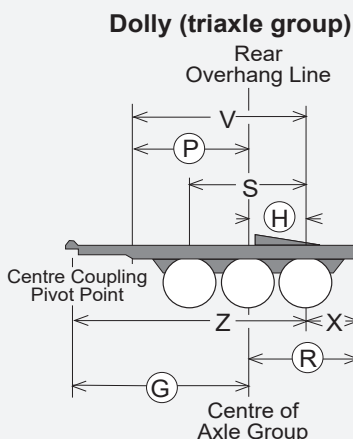 Dolly (triaxle group)
Rear
Overhang Line
V
P
S
H
Centre Coupling
Pivot Point
Z
X
R
G
Centre of
Axle Group